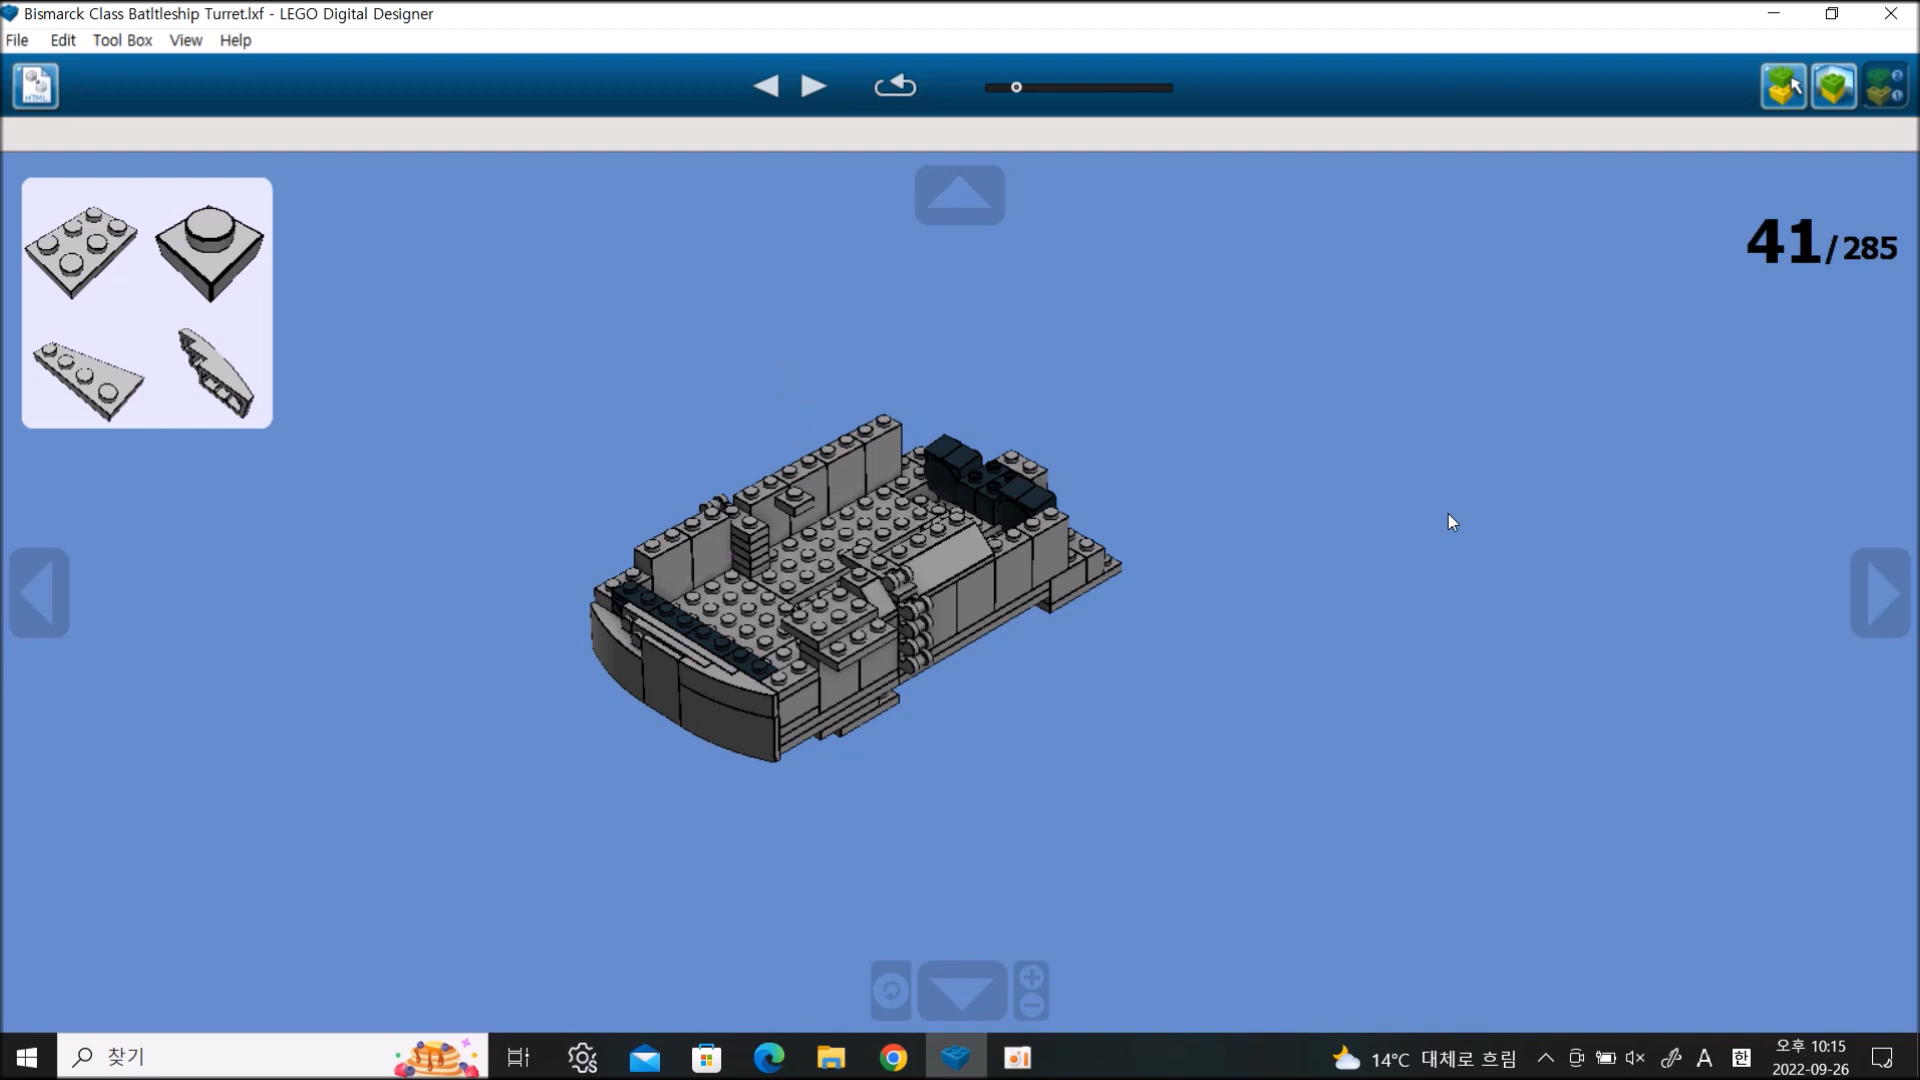 Bismarck Class Batltleship Turret.lxf - LEGO Digital Designer
File Edit Tool Box View Help
HTML
41/285
찾기
14°C 대체로 흐림
A 한
오후 10:15
2022-09-26